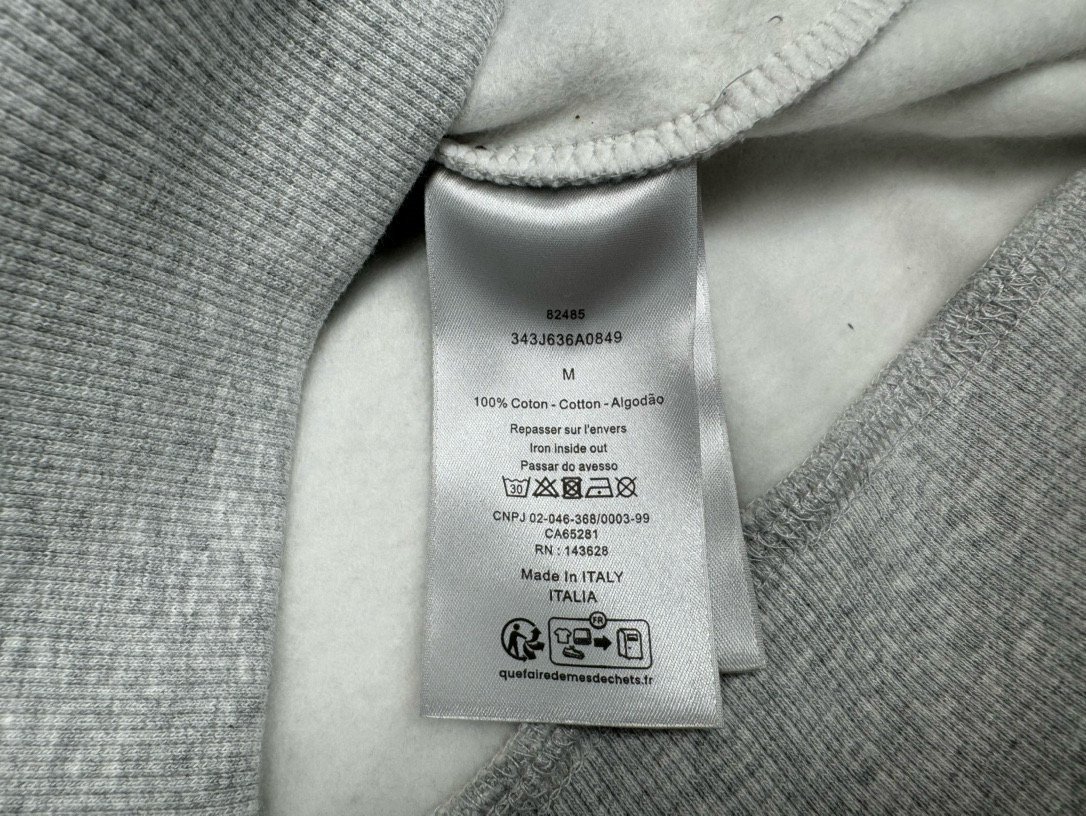 82485
343J636A0849
M
100% Coton - Cotton - Algodão
Repasser sur l'envers
Iron inside out
Passar do avesso
30
CNPJ 02-046-368/0003-99
CA65281
RN : 143628
Made In ITALY
ITALIA
FR
quefairedemesdechets.fr